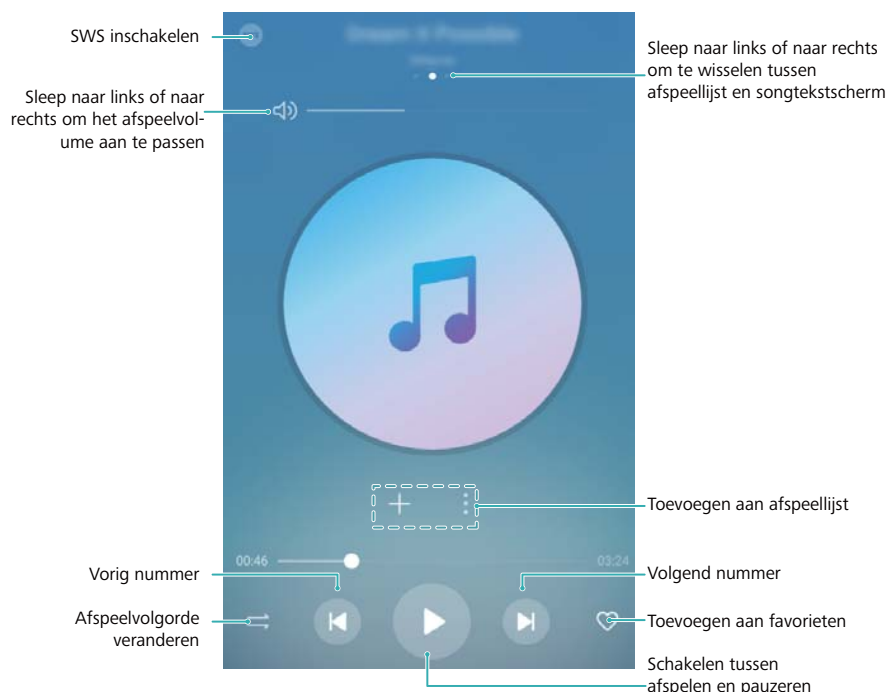 SWS inschakelen
Sleep naar links of naar rechts
om te wisselen tussen
afspeellijst en songtekstscherm
Sleep naar links of naar
rechts om het afspeelvol-
ume aan te passen
Toevoegen aan afspeellijst
00:46
03:24
Vorig nummer
Volgend nummer
Afspeelvolgorde
veranderen
Toevoegen aan favorieten
Schakelen tussen
afspelen en pauzeren